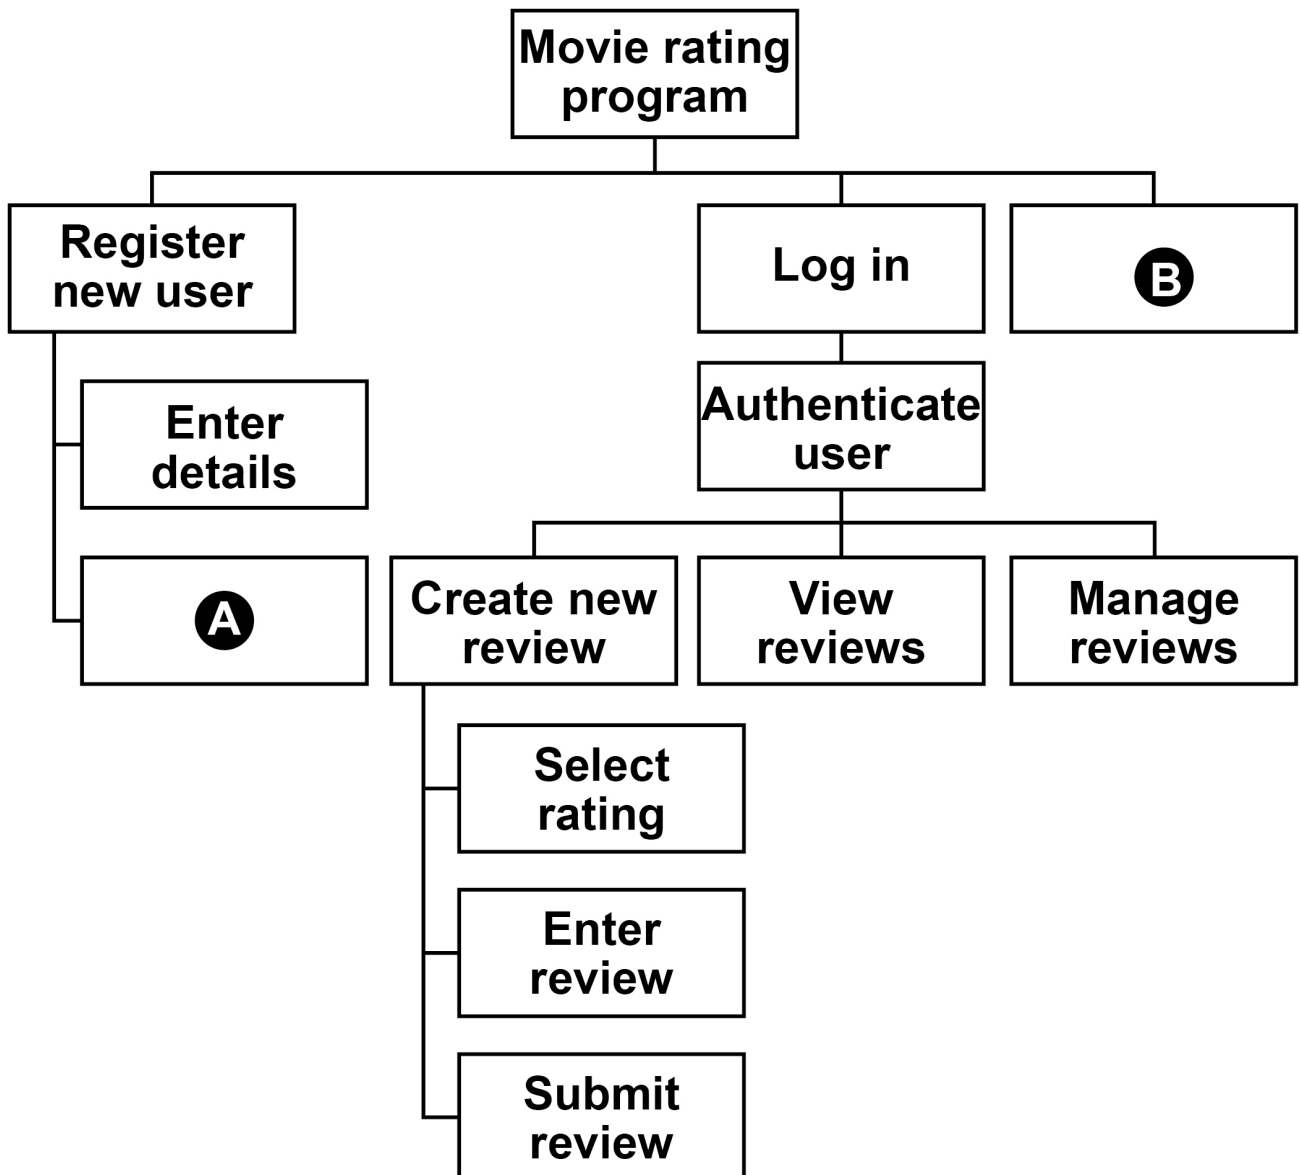 Movie rating
program
Register
new user
Log in
B
Enter
details
Authenticate
user
A
Create new
review
View
reviews
Manage
reviews
Select
rating
Enter
review
Submit
review